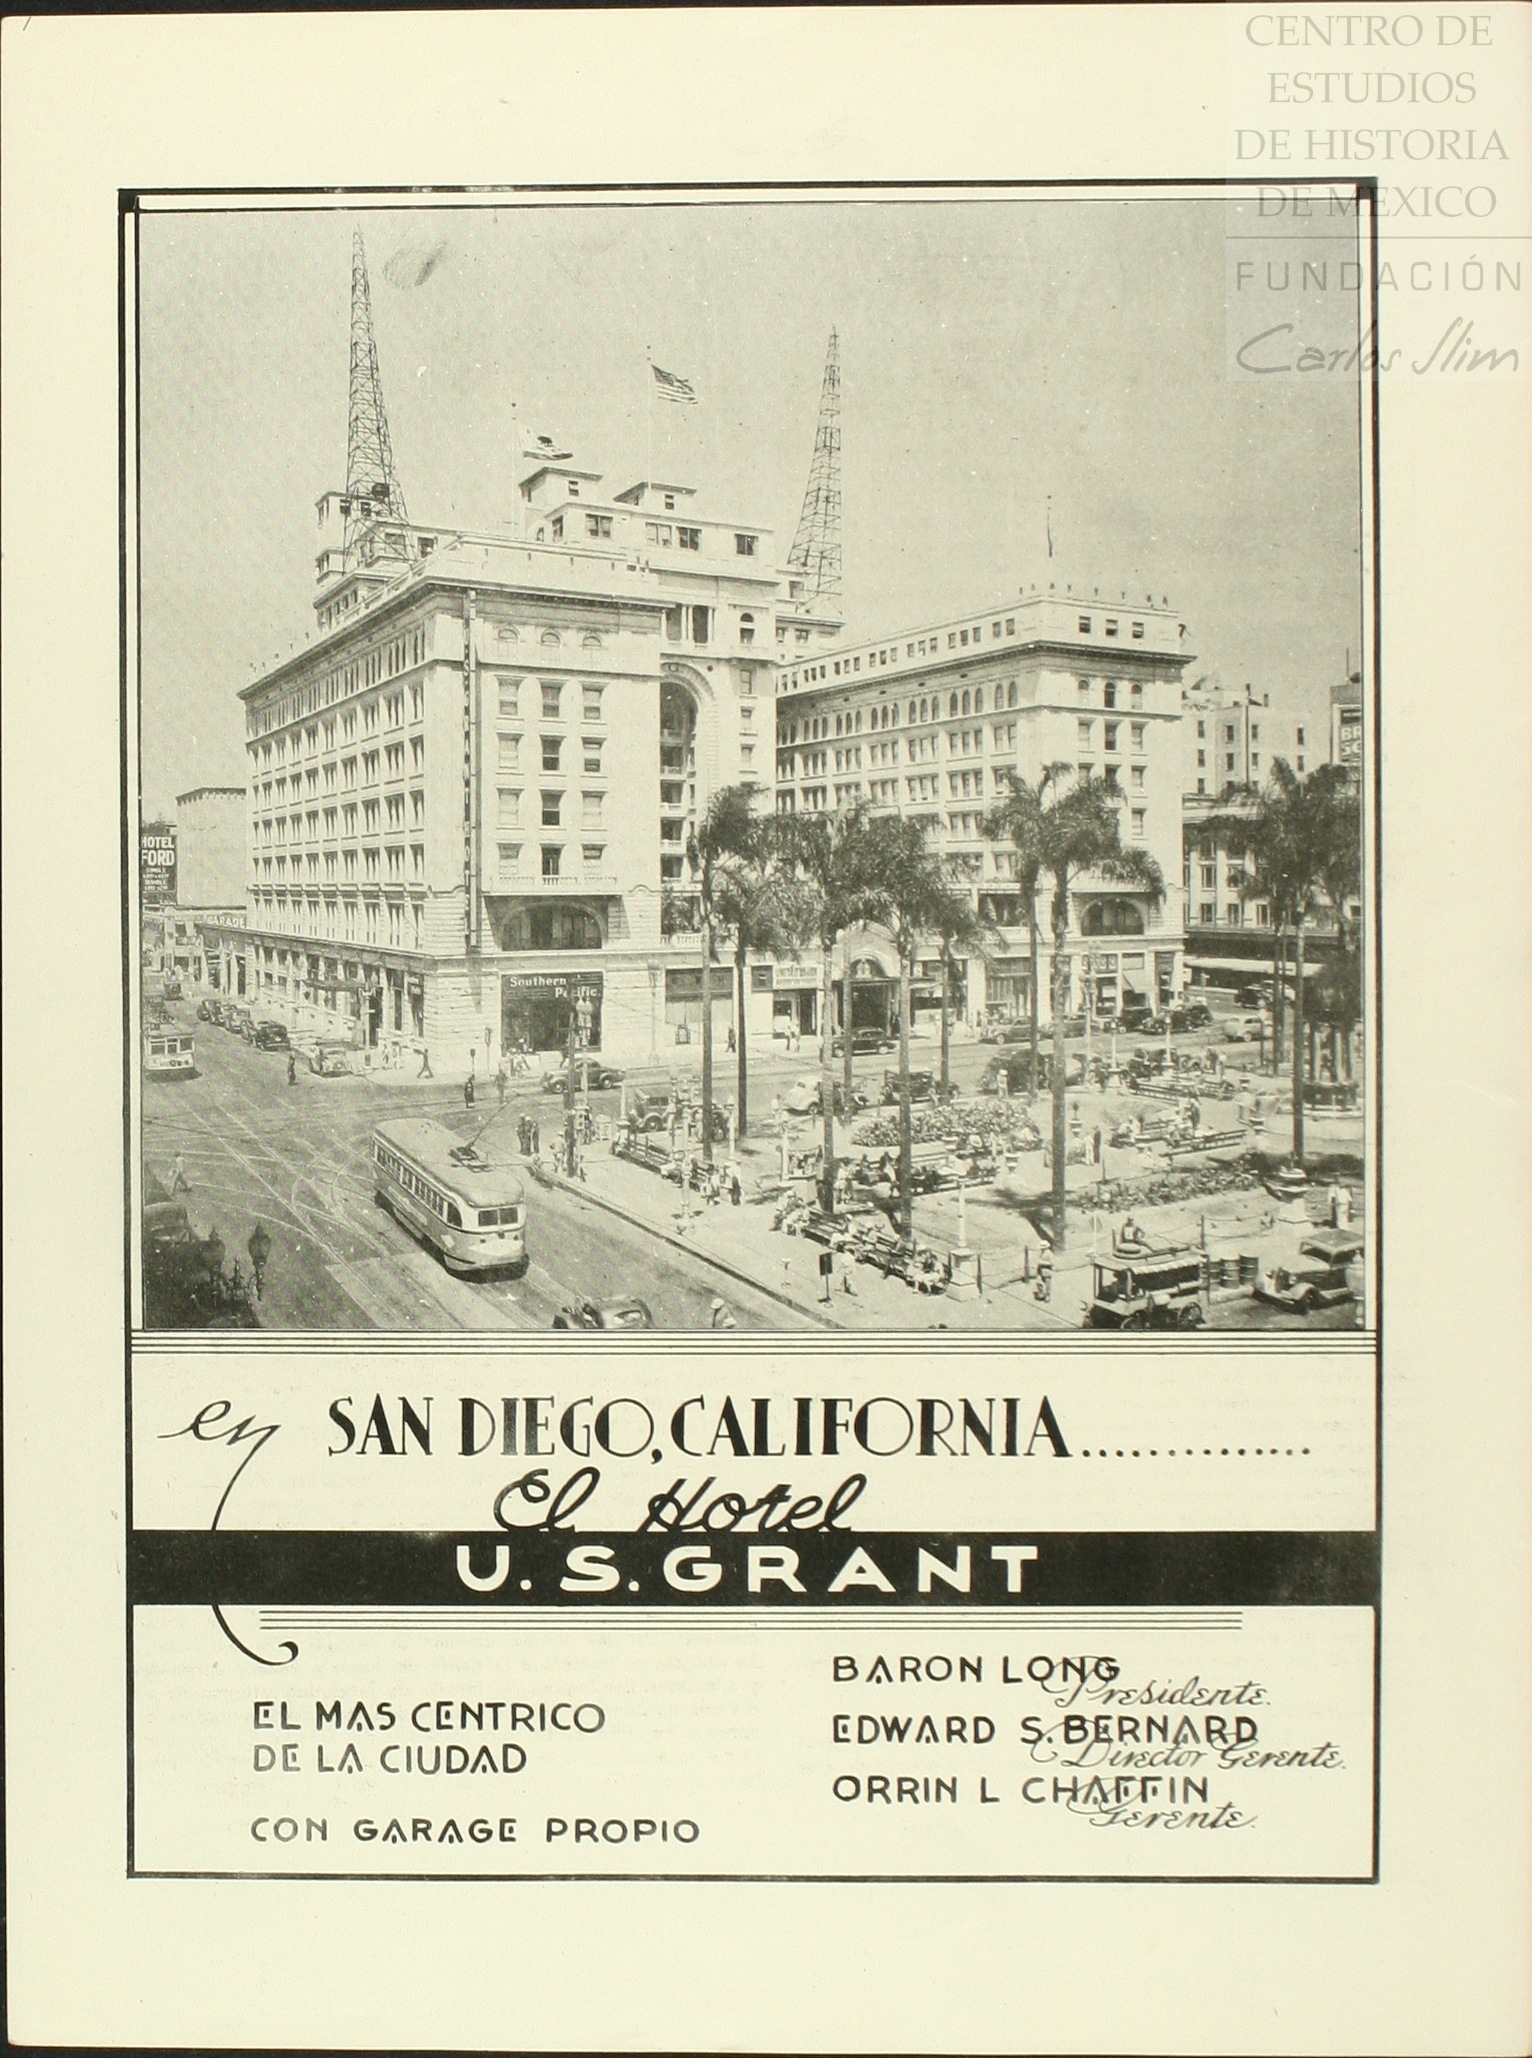 CENTRO DE
ESTUDIOS
DE HISTORIA
DE MEXICO
FUNDACIÓN
Carlos Slim
HOTEL
FORD
SINGLE
DOUBLE
GARAGE
Southern
Pacific
en SAN DIEGO, CALIFORNIA..............
El Hotel
U. S. GRANT
EL MAS CENTRICO
DE LA CIUDAD
CON GARAGE PROPIO
BARON LONG
Presidente.
EDWARD S. BERNARD
Director Gerente.
ORRIN L CHAFFIN
Gerente.